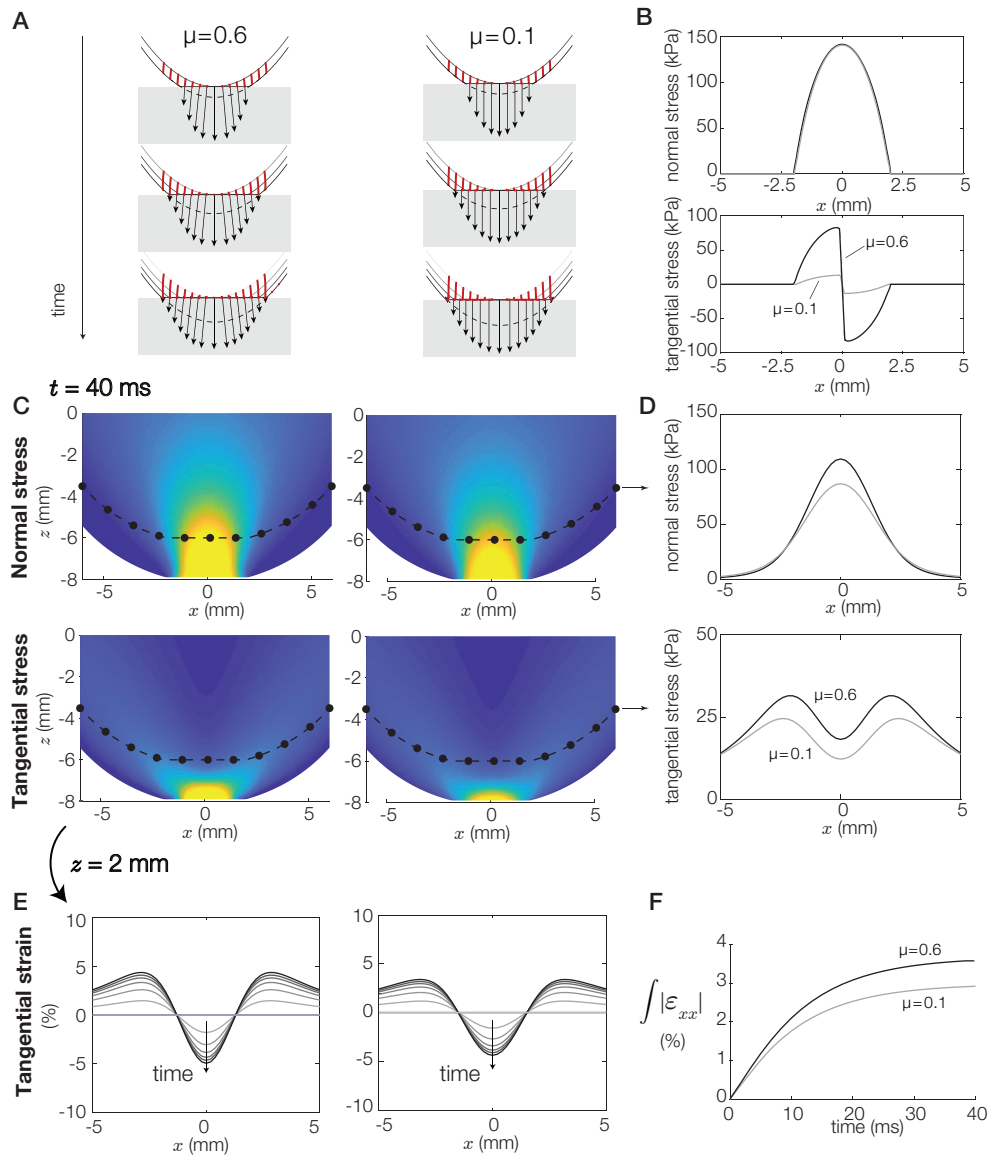 A
μ=0.6
μ=0.1
time
B
normal stress (kPa)
150
100
50
0
-5
-2.5
0
2.5
5
x (mm)
tangential stress (kPa)
100
50
0
-50
-100
μ=0.6
μ=0.1
-5
-2.5
0
2.5
5
x (mm)
t = 40 ms
C
Normal stress
z (mm)
0
-2
-4
-6
-8
-5
0
5
x (mm)
0
-2
-4
-6
-8
-5
0
5
x (mm)
D
normal stress (kPa)
150
100
50
0
-5
0
5
x (mm)
Tangential stress
z (mm)
0
-2
-4
-6
-8
-5
0
5
x (mm)
0
-2
-4
-6
-8
-5
0
5
x (mm)
tangential stress (kPa)
50
25
0
μ=0.6
μ=0.1
-5
0
5
x (mm)
z = 2 mm
E
Tangential strain
(%)
10
5
0
-5
-10
time
-5
0
5
x (mm)
10
5
0
-5
-10
time
-5
0
5
x (mm)
F
∫|εxx|
(%)
4
3
2
1
0
μ=0.6
μ=0.1
0
10
20
30
40
time (ms)